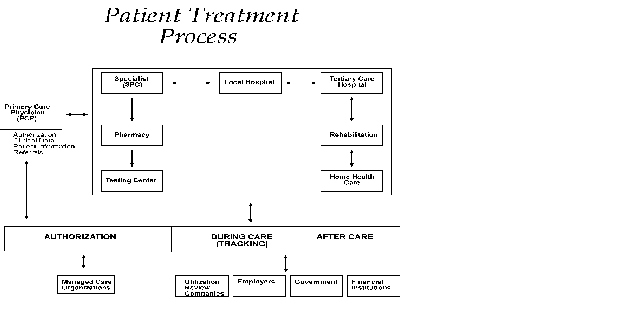 Patient Treatment
Process
Specialist
(SPC)
Local Hospital
Tertiary Care
Hospital
Primary Care
Physician
(PCP)
Authorization
Clinical Data
Patient Information
Referrals
Pharmacy
Rehabilitation
Testing Center
Home Health
Care
AUTHORIZATION
DURING CARE
(TRACKING)
AFTER CARE
Managed Care
Organizations
Utilization
Review
Companies
Employers
Government
Financial
Institutions